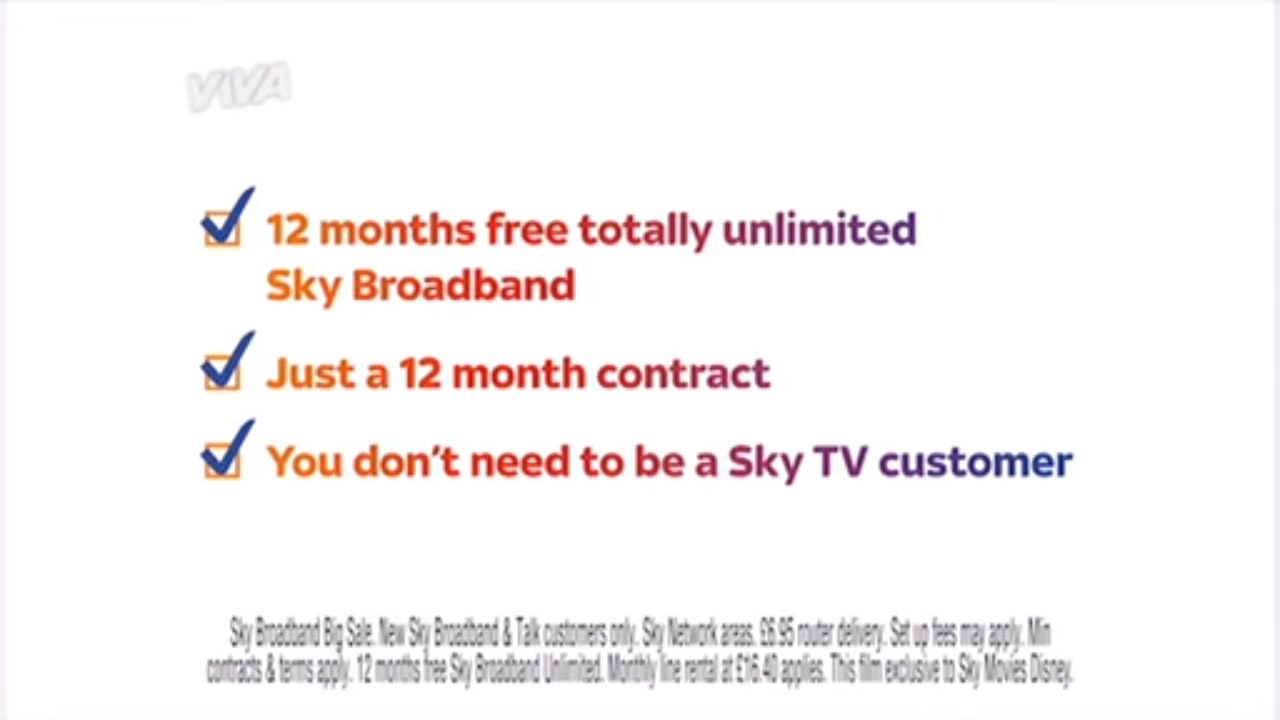 VIVA
12 months free totally unlimited
Sky Broadband
Just a 12 month contract
You don't need to be a Sky TV customer
Sky Broadband Big Sale. New Sky Broadband & Talk customers only. Sky Network areas. £6.95 router delivery. Set up fees may apply. Min
contracts & terms apply. 12 months free Sky Broadband Unlimited. Monthly line rental at £16.40 applies. This film exclusive to Sky Movies Disney.